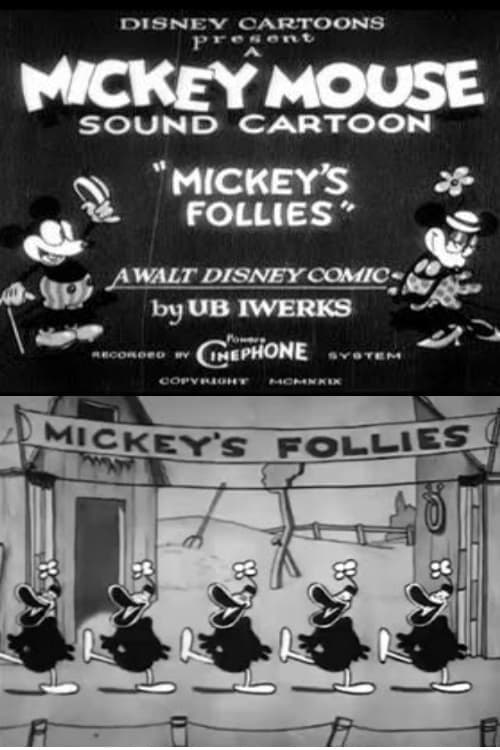 DISNEY CARTOONS
present
A
MICKEY MOUSE
SOUND CARTOON
"MICKEY'S
FOLLIES"
A WALT DISNEY COMIC
by UB IWERKS
RECORDED BY Powers CINEPHONE SYSTEM
COPYRIGHT MCMXXIX
MICKEY'S FOLLIES